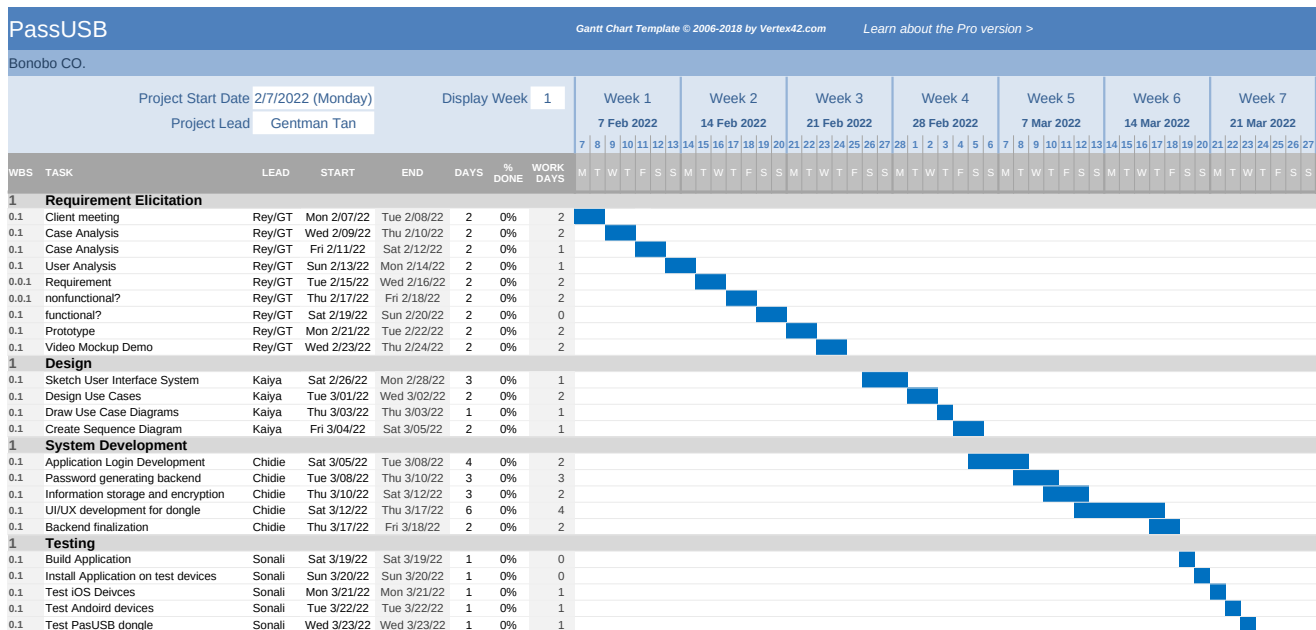 PassUSB Gantt Chart Template © 2006-2018 by Vertex42.com Learn about the Pro version >
Bonobo CO.
Project Start Date 2/7/2022 (Monday) Display Week 1 Week 1 Week 2 Week 3 Week 4 Week 5 Week 6 Week 7
Project Lead Gentman Tan 7 Feb 2022 14 Feb 2022 21 Feb 2022 28 Feb 2022 7 Mar 2022 14 Mar 2022 21 Mar 2022
7 8 9 10 11 12 13 14 15 16 17 18 19 20 21 22 23 24 25 26 27 28 1 2 3 4 5 6 7 8 9 10 11 12 13 14 15 16 17 18 19 20 21 22 23 24 25 26 27
WBS TASK LEAD START END DAYS % DONE WORK DAYS M T W T F S S M T W T F S S M T W T F S S M T W T F S S M T W T F S S M T W T F S S M T W T F S S
1 Requirement Elicitation
0.1 Client meeting Rey/GT Mon 2/07/22 Tue 2/08/22 2 0% 2
0.1 Case Analysis Rey/GT Wed 2/09/22 Thu 2/10/22 2 0% 2
0.1 Case Analysis Rey/GT Fri 2/11/22 Sat 2/12/22 2 0% 1
0.1 User Analysis Rey/GT Sun 2/13/22 Mon 2/14/22 2 0% 1
0.0.1 Requirement Rey/GT Tue 2/15/22 Wed 2/16/22 2 0% 2
0.0.1 nonfunctional? Rey/GT Thu 2/17/22 Fri 2/18/22 2 0% 2
0.1 functional? Rey/GT Sat 2/19/22 Sun 2/20/22 2 0% 0
0.1 Prototype Rey/GT Mon 2/21/22 Tue 2/22/22 2 0% 2
0.1 Video Mockup Demo Rey/GT Wed 2/23/22 Thu 2/24/22 2 0% 2
1 Design
0.1 Sketch User Interface System Kaiya Sat 2/26/22 Mon 2/28/22 3 0% 1
0.1 Design Use Cases Kaiya Tue 3/01/22 Wed 3/02/22 2 0% 2
0.1 Draw Use Case Diagrams Kaiya Thu 3/03/22 Thu 3/03/22 1 0% 1
0.1 Create Sequence Diagram Kaiya Fri 3/04/22 Sat 3/05/22 2 0% 1
1 System Development
0.1 Application Login Development Chidie Sat 3/05/22 Tue 3/08/22 4 0% 2
0.1 Password generating backend Chidie Tue 3/08/22 Thu 3/10/22 3 0% 3
0.1 Information storage and encryption Chidie Thu 3/10/22 Sat 3/12/22 3 0% 2
0.1 UI/UX development for dongle Chidie Sat 3/12/22 Thu 3/17/22 6 0% 4
0.1 Backend finalization Chidie Thu 3/17/22 Fri 3/18/22 2 0% 2
1 Testing
0.1 Build Application Sonali Sat 3/19/22 Sat 3/19/22 1 0% 0
0.1 Install Application on test devices Sonali Sun 3/20/22 Sun 3/20/22 1 0% 0
0.1 Test iOS Deivces Sonali Mon 3/21/22 Mon 3/21/22 1 0% 1
0.1 Test Andoird devices Sonali Tue 3/22/22 Tue 3/22/22 1 0% 1
0.1 Test PasUSB dongle Sonali Wed 3/23/22 Wed 3/23/22 1 0% 1